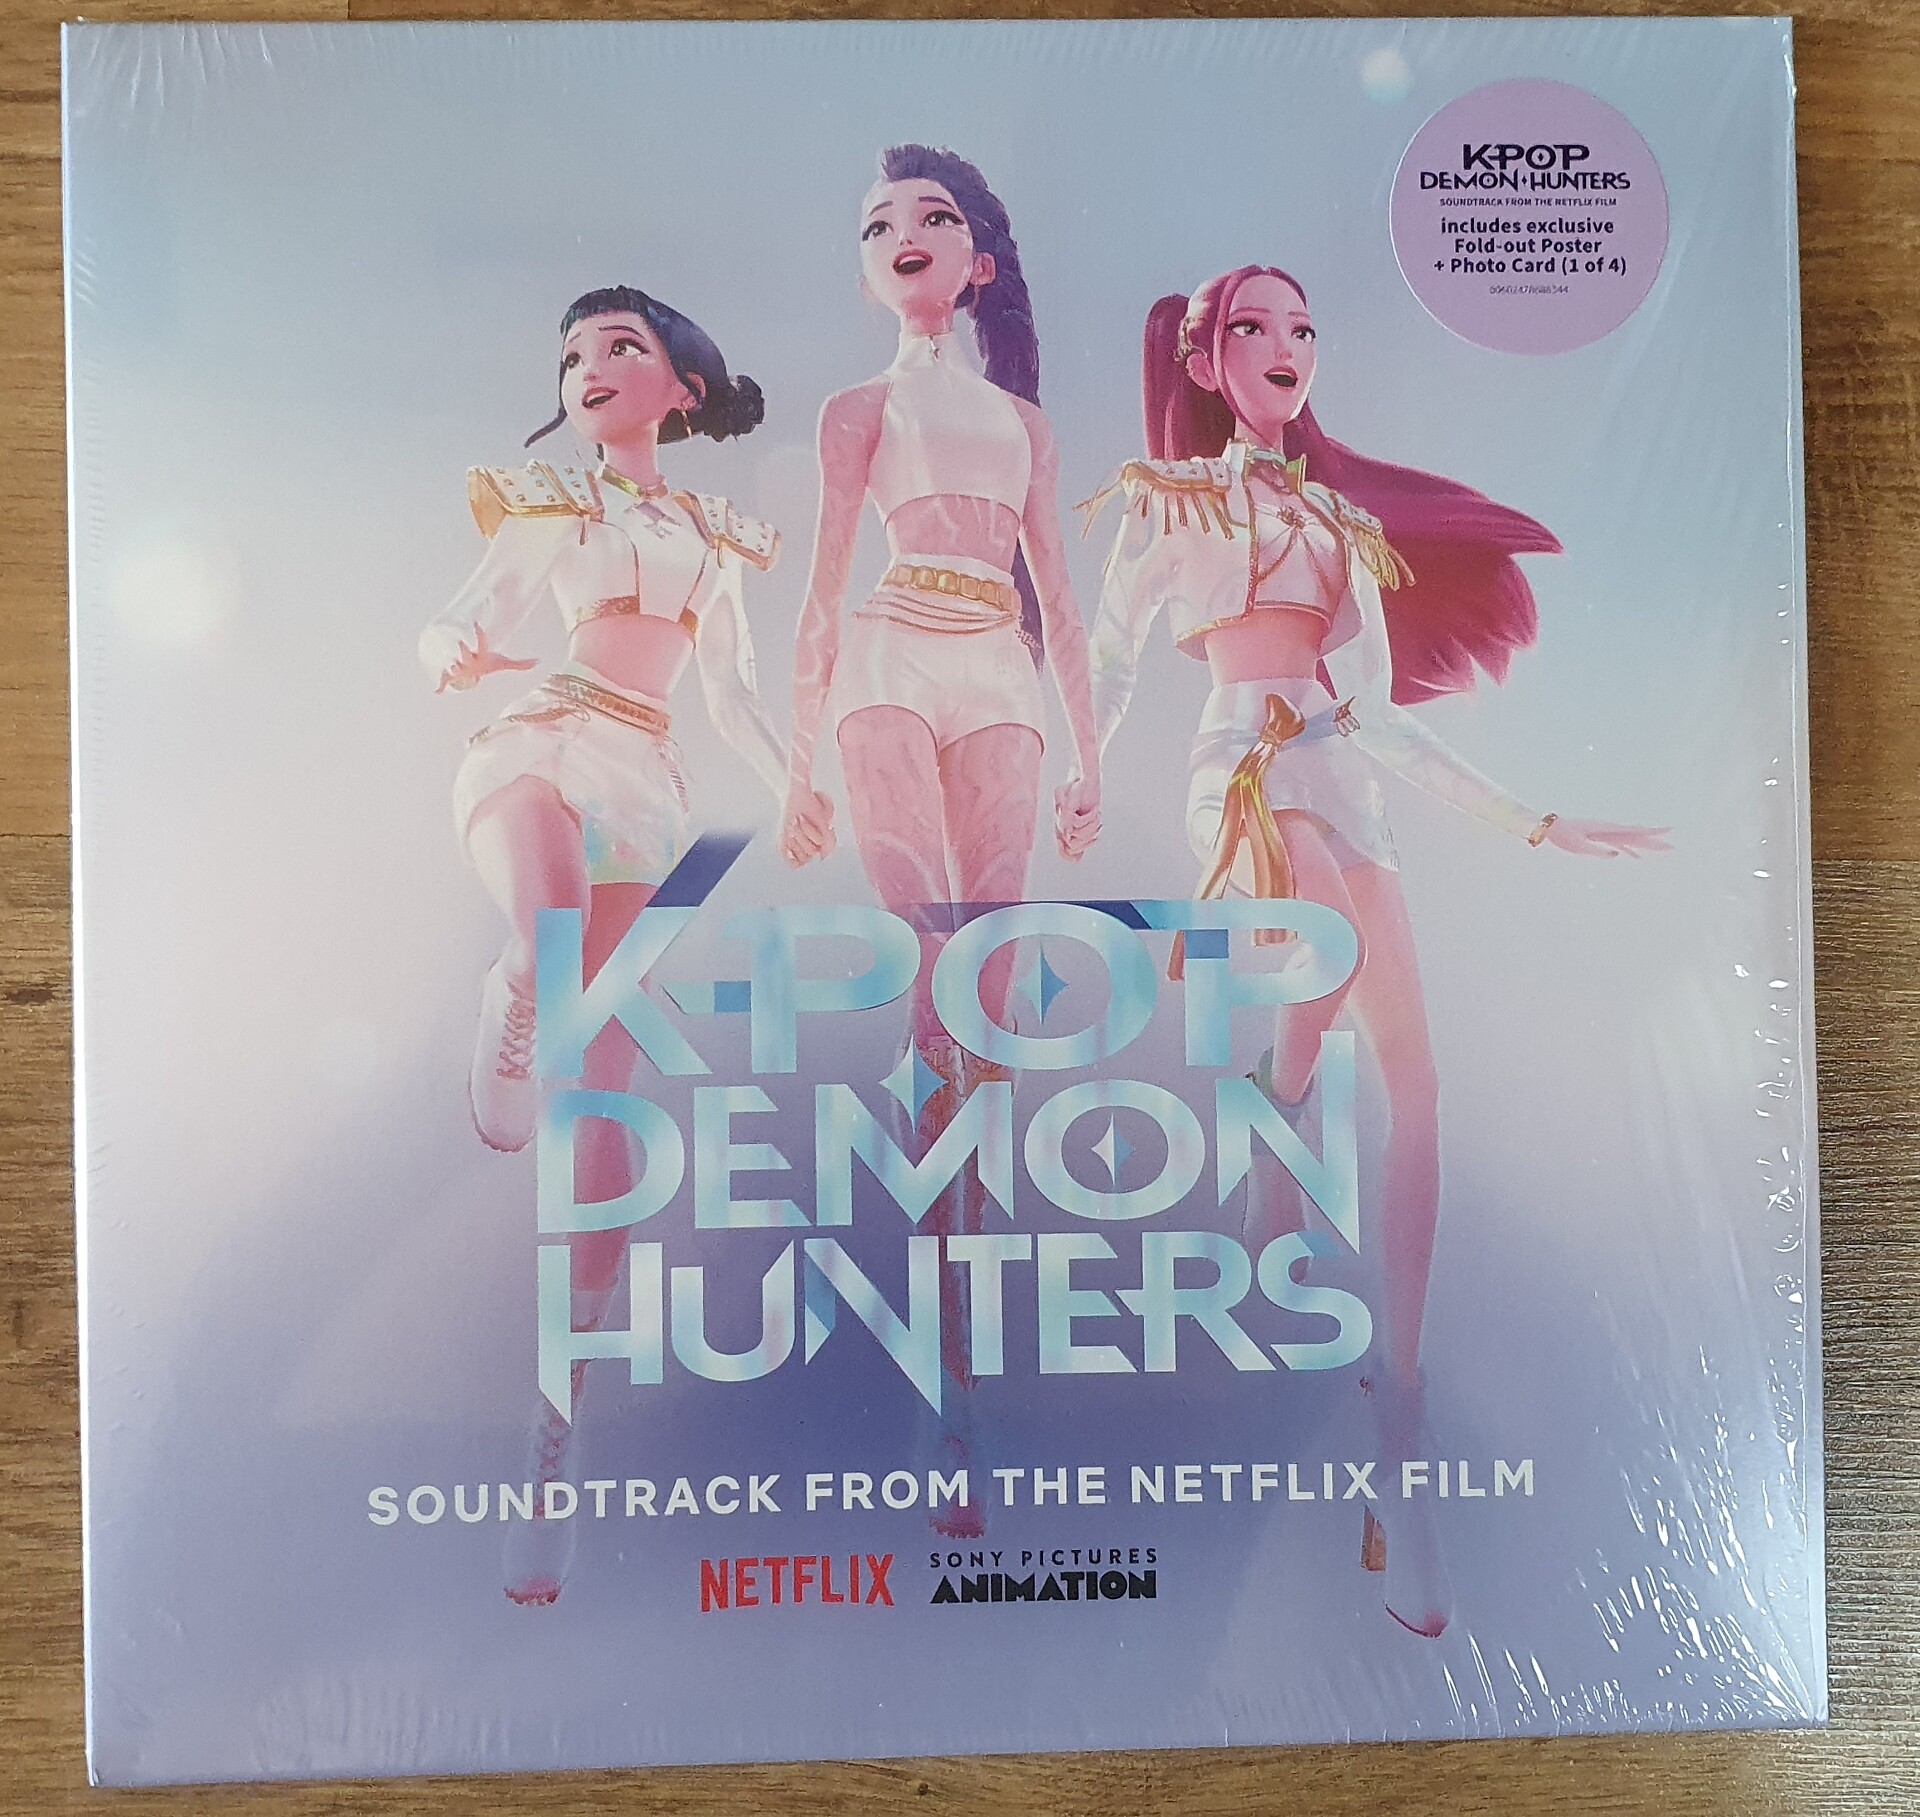 K-POP
DEMON HUNTERS
SOUNDTRACK FROM THE NETFLIX FILM
includes exclusive
Fold-out Poster
+ Photo Card (1 of 4)
K-POP
DEMON
HUNTERS
SOUNDTRACK FROM THE NETFLIX FILM
NETFLIX
SONY PICTURES
ANIMATION